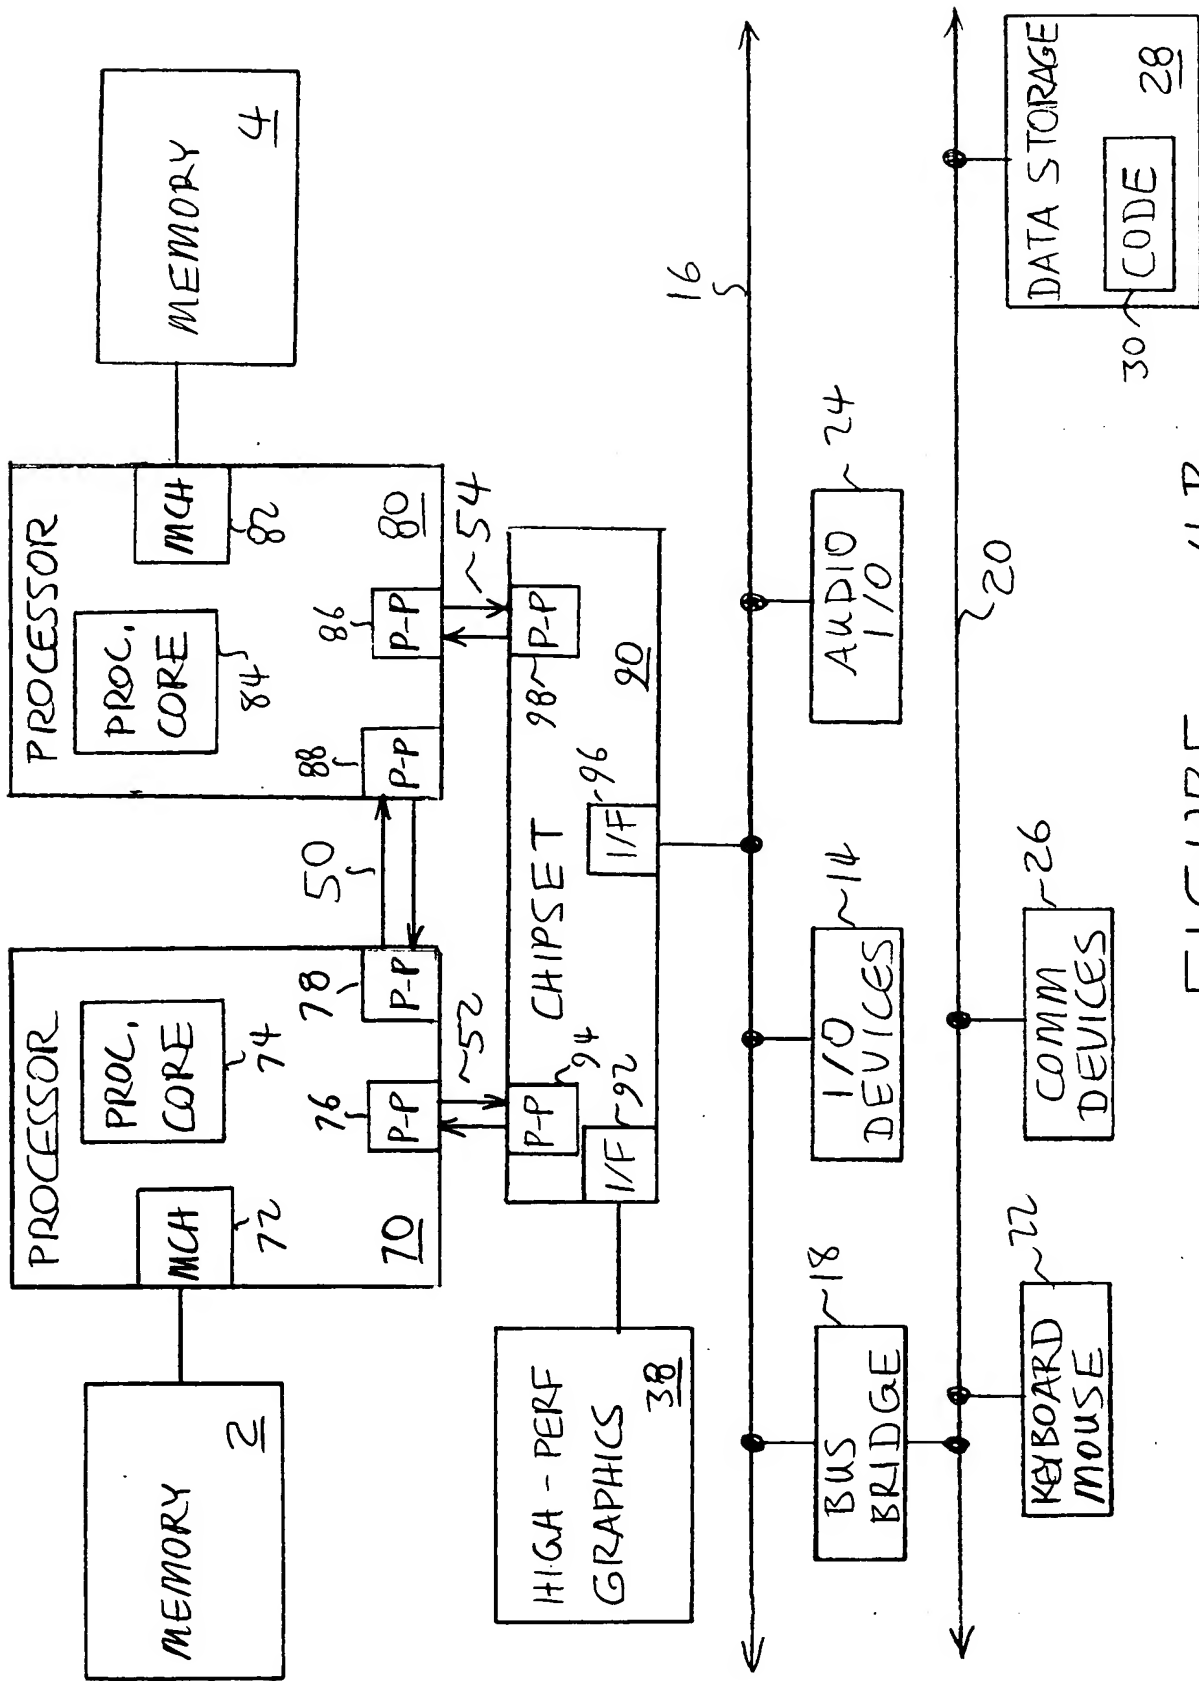 MEMORY
2
PROCESSOR
PROC.
CORE
74
MCH
72
76
P-P
78
P-P
70
50
PROCESSOR
PROC.
CORE
84
MCH
82
88
P-P
86
P-P
80
MEMORY
4
~52
~54
HIGH-PERF
GRAPHICS
38
P-P
94
I/F
92
CHIPSET
I/F
96
98
P-P
90
16
BUS
BRIDGE
18
I/O
DEVICES
14
AUDIO
I/O
24
20
KEYBOARD
MOUSE
22
COMM
DEVICES
26
DATA STORAGE
30
CODE
28